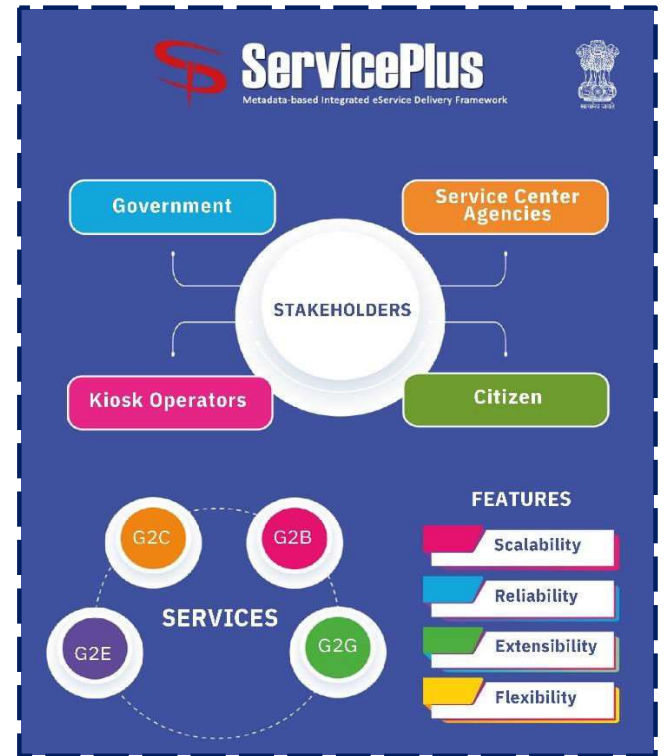 ServicePlus
Metadata-based Integrated eService Delivery Framework
Government
Service Center
Agencies
STAKEHOLDERS
Kiosk Operators
Citizen
G2C
G2B
SERVICES
G2E
G2G
FEATURES
Scalability
Reliability
Extensibility
Flexibility